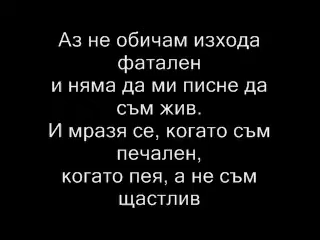 Аз не обичам изхода
фатален
и няма да ми писне да
съм жив.
И мразя се, когато съм
печален,
когато пея, а не съм
щастлив